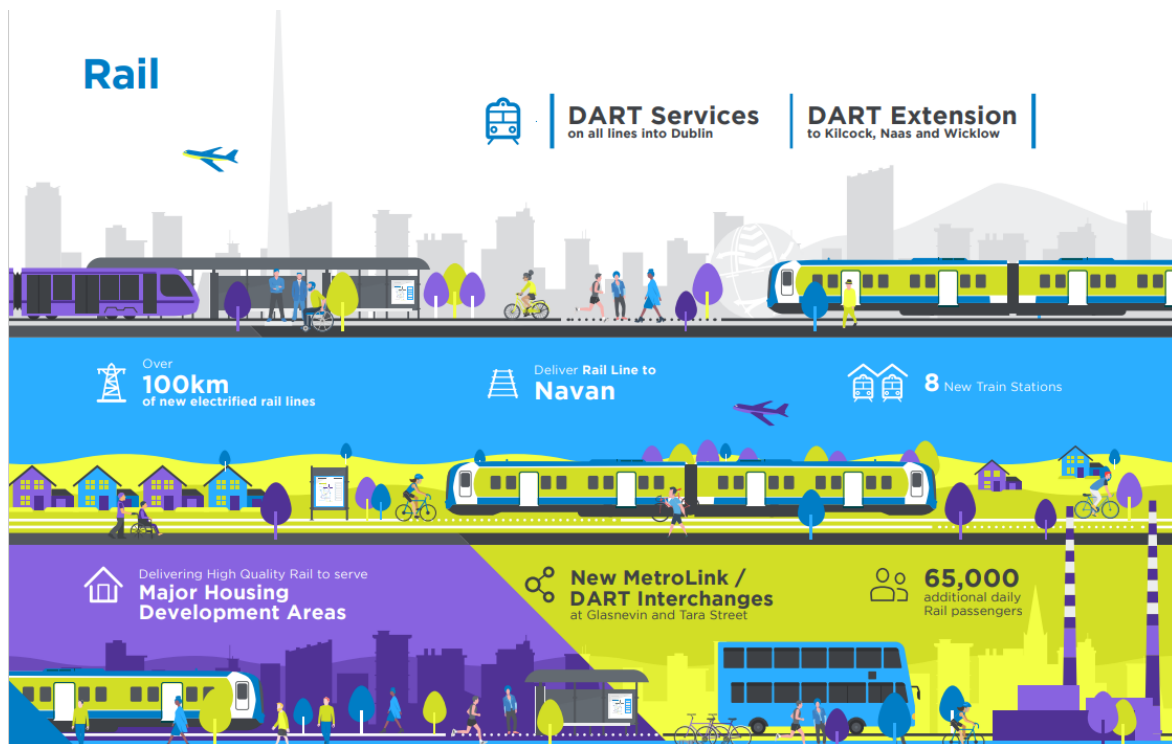 Rail
DART Services
on all lines into Dublin
DART Extension
to Kilcock, Naas and Wicklow
Over
100km
of new electrified rail lines
Deliver Rail Line to
Navan
8 New Train Stations
Delivering High Quality Rail to serve
Major Housing
Development Areas
New MetroLink /
DART Interchanges
at Glasnevin and Tara Street
65,000
additional daily
Rail passengers